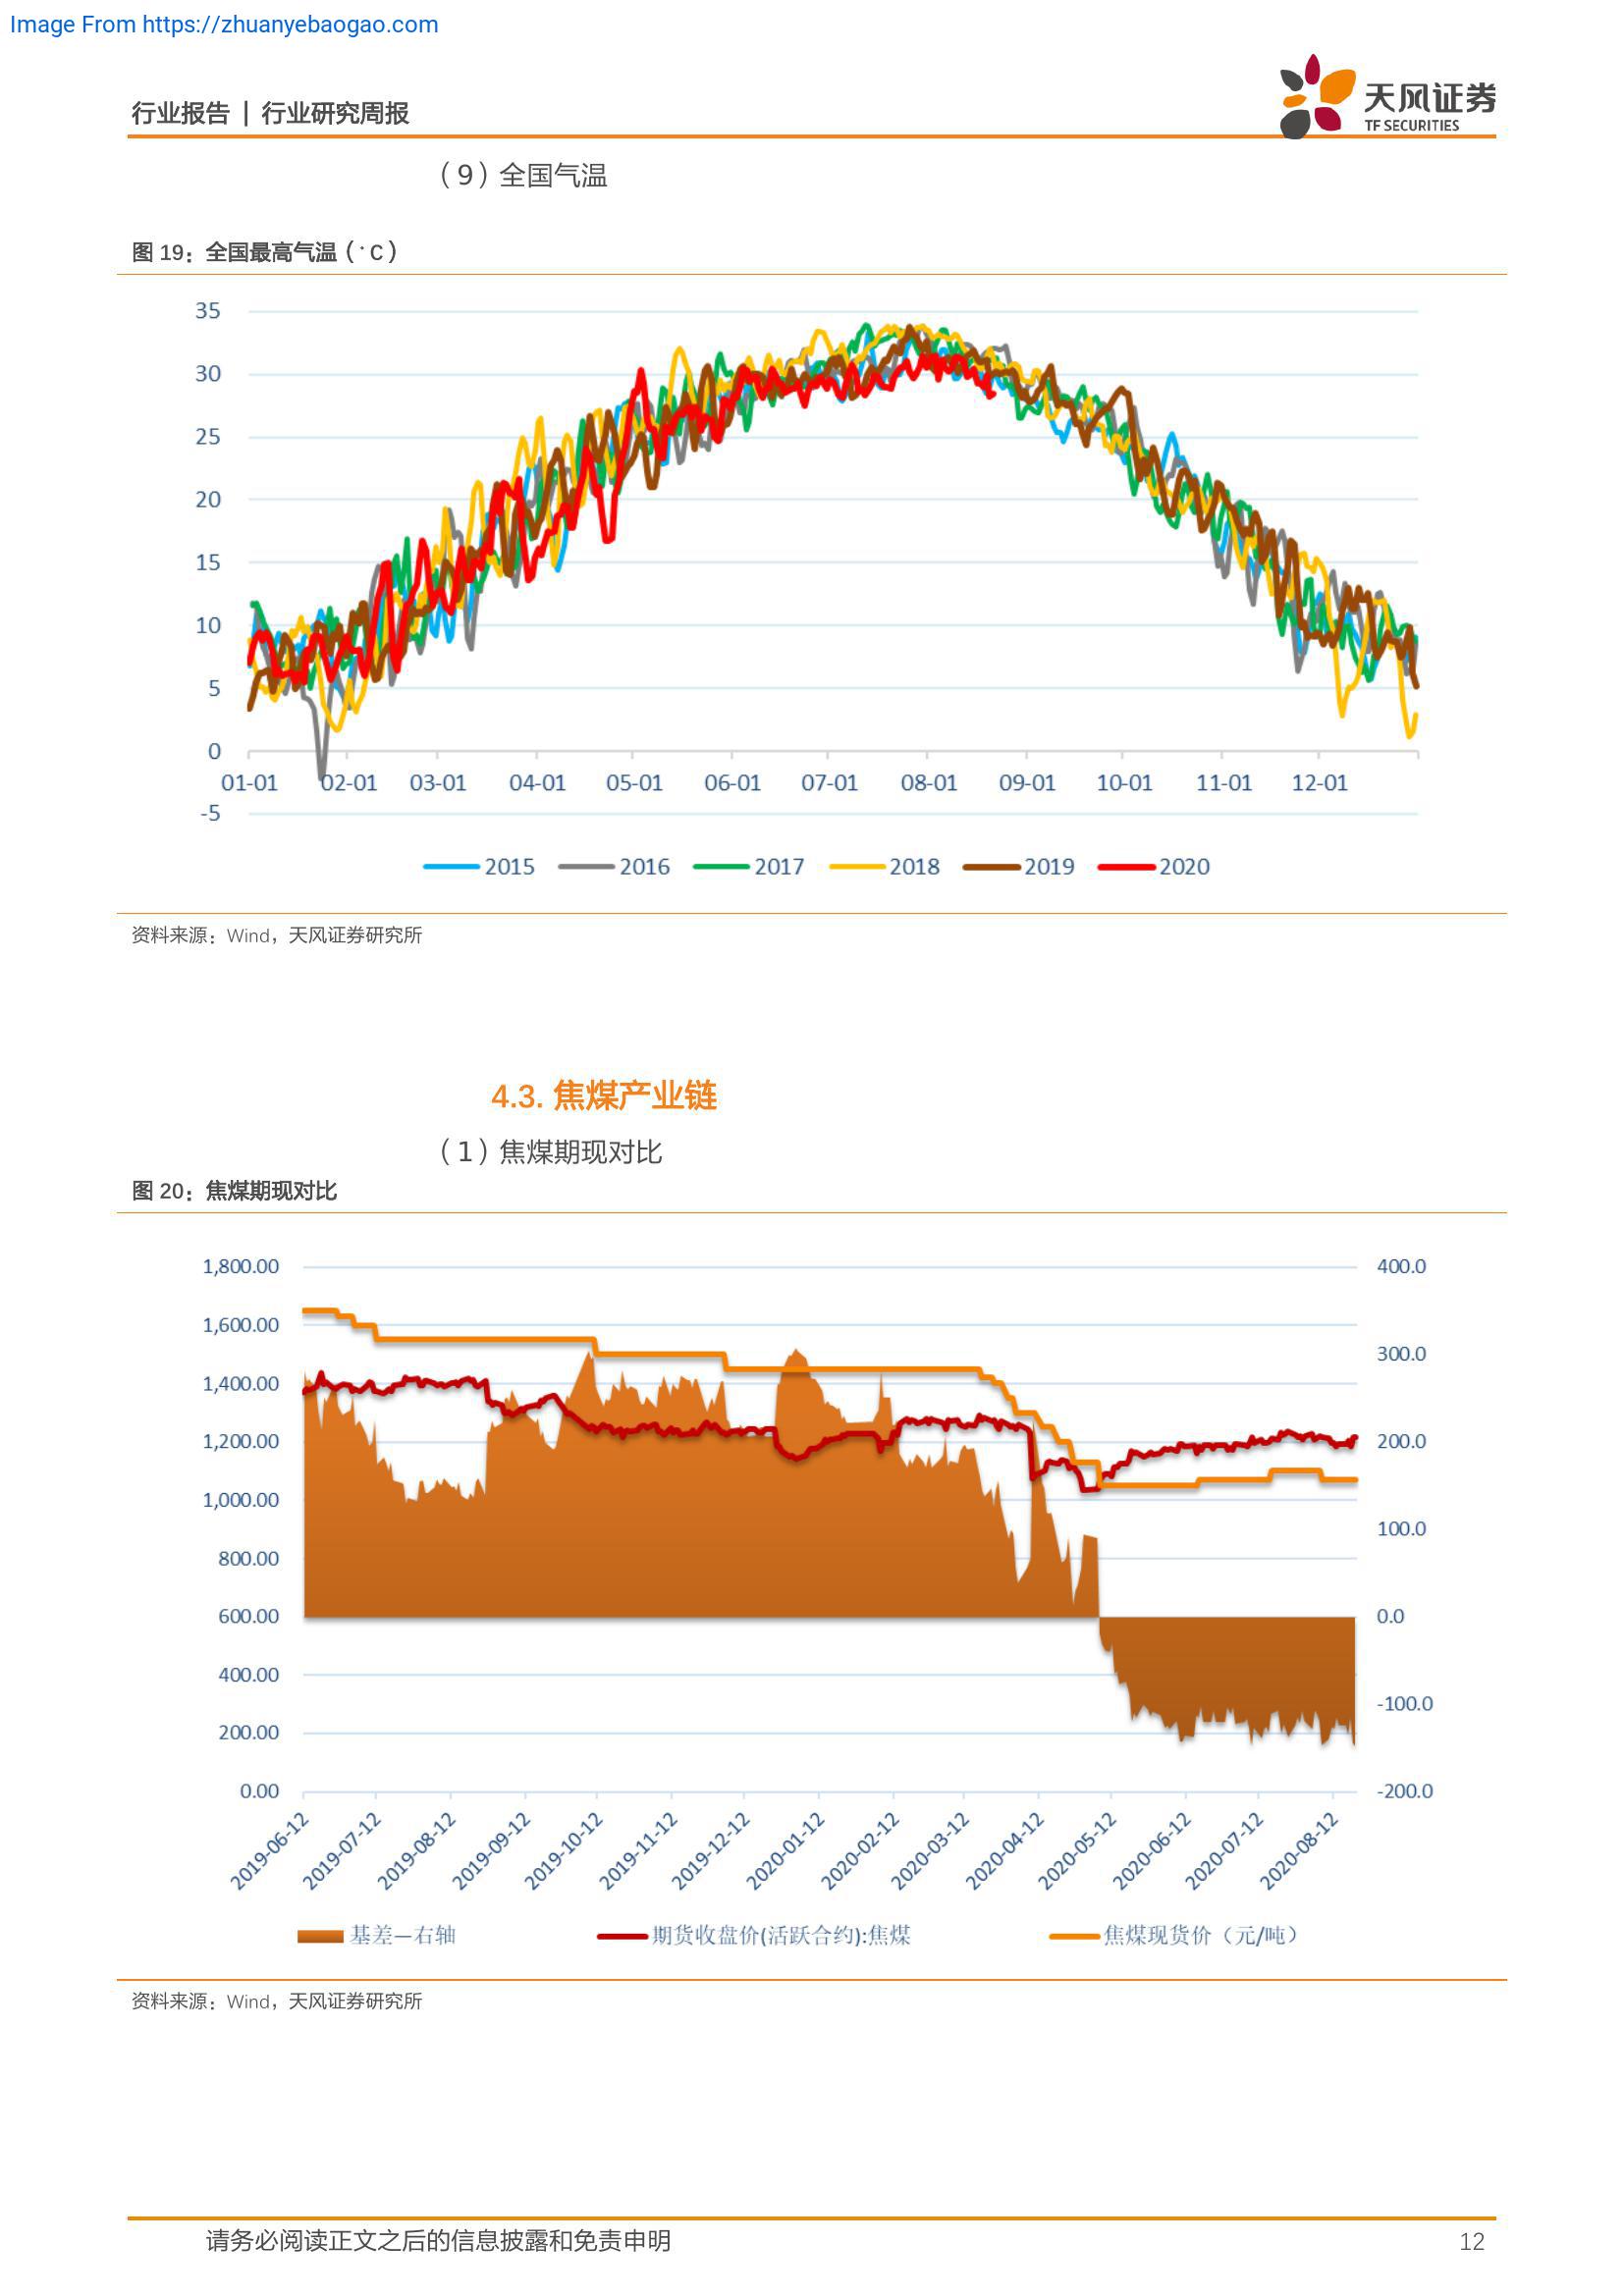 Image From https://zhuanyebaogao.com
行业报告 | 行业研究周报
天风证券
TF SECURITIES
（9）全国气温
图 19：全国最高气温（˙C）
35
30
25
20
15
10
5
0
01-01 02-01 03-01 04-01 05-01 06-01 07-01 08-01 09-01 10-01 11-01 12-01
-5
2015 2016 2017 2018 2019 2020
资料来源：Wind，天风证券研究所
4.3. 焦煤产业链
（1）焦煤期现对比
图 20：焦煤期现对比
1,800.00 400.0
1,600.00
300.0
1,400.00
1,200.00 200.0
1,000.00
100.0
800.00
600.00 0.0
400.00
-100.0
200.00
0.00 -200.0
2019-06-12 2019-07-12 2019-08-12 2019-09-12 2019-10-12 2019-11-12 2019-12-12 2020-01-12 2020-02-12 2020-03-12 2020-04-12 2020-05-12 2020-06-12 2020-07-12 2020-08-12
基差—右轴 期货收盘价(活跃合约):焦煤 焦煤现货价（元/吨）
资料来源：Wind，天风证券研究所
请务必阅读正文之后的信息披露和免责申明 12